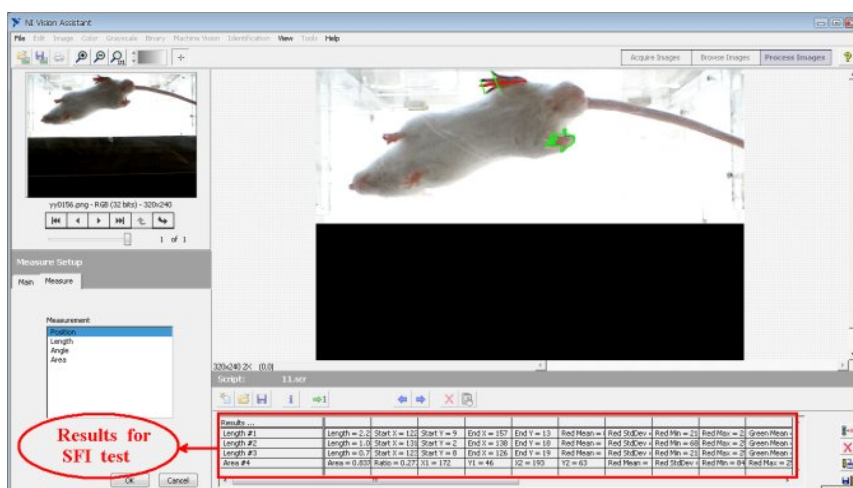 NI Vision Assistant
File Edit Image Color Grayscale Binary Machine Vision Identification View Tools Help
Acquire Images Browse Images Process Images
yy0156.png - RGB (32 bits) - 320x240
1 of 1
Measure Setup
Main Measure
Measurement
Position
Length
Angle
Area
OK Cancel
320x240 2X (0,0)
Script: 11.scr
Results ...
Length #1 Length = 2.2 Start X = 122 Start Y = 9 End X = 157 End Y = 13 Red Mean = Red StdDev Red Min = 21 Red Max = 2 Green Mean
Length #2 Length = 1.0 Start X = 131 Start Y = 2 End X = 138 End Y = 18 Red Mean = Red StdDev Red Min = 68 Red Max = 2 Green Mean
Length #3 Length = 0.7 Start X = 123 Start Y = 8 End X = 126 End Y = 19 Red Mean = Red StdDev Red Min = 21 Red Max = 2 Green Mean
Area #4 Area = 0.837 Ratio = 0.27 X1 = 172 Y1 = 46 X2 = 193 Y2 = 63 Red Mean = Red StdDev Red Min = 84 Red Max = 2
Results for
SFI test